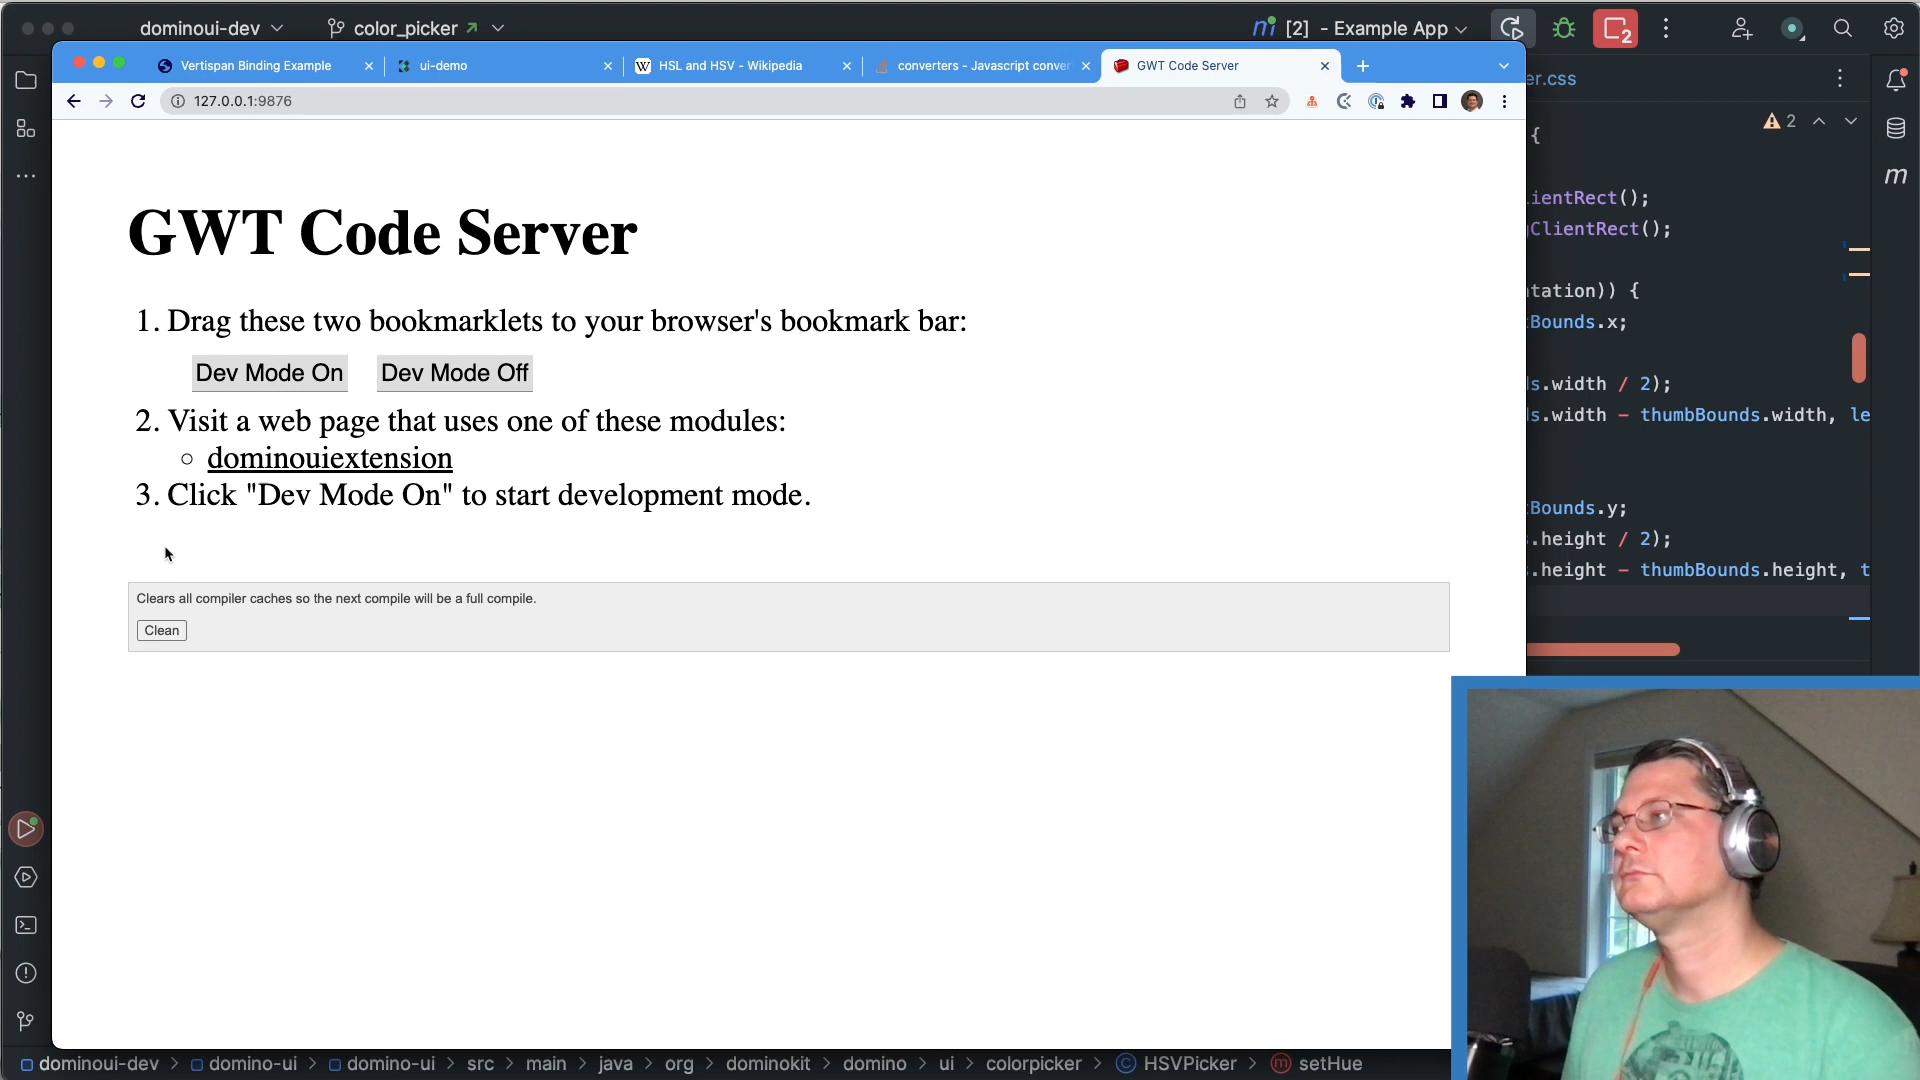 dominoui-dev color_picker [2] - Example App 2
Vertispan Binding Example ui-demo HSL and HSV - Wikipedia converters - Javascript conver GWT Code Server
127.0.0.1:9876
er.css
2
{
GWT Code Server
ientRect();
ClientRect();
tation)) {
1. Drag these two bookmarklets to your browser's bookmark bar:
Bounds.x;
Dev Mode On Dev Mode Off
s.width / 2);
s.width - thumbBounds.width, le
2. Visit a web page that uses one of these modules:
dominouiextension
3. Click "Dev Mode On" to start development mode.
Bounds.y;
.height / 2);
.height - thumbBounds.height, t
Clears all compiler caches so the next compile will be a full compile.
Clean
dominoui-dev > domino-ui > domino-ui > src > main > java > org > dominokit > domino > ui > colorpicker > HSVPicker > setHue